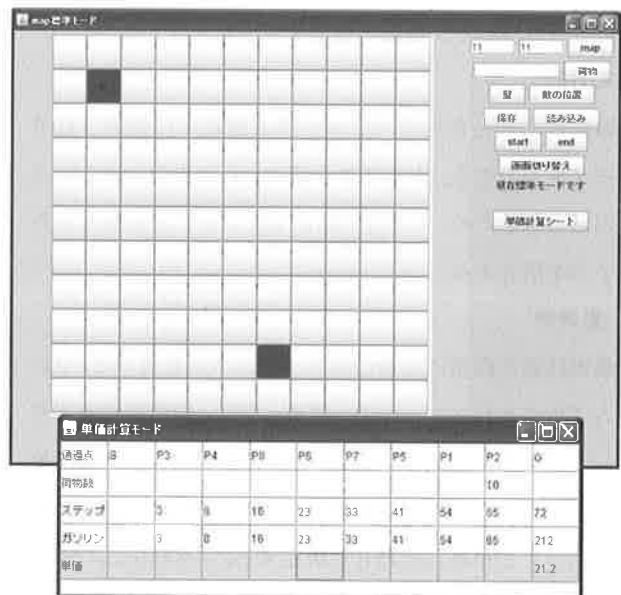 map標準モード
11 11 map
荷物
壁 敵の位置
保存 読み込み
start end
画面切り替え
現在標準モードです
単価計算シート
単価計算モード
通過点 S P3 P4 P8 P6 P7 P5 P1 P2 G
荷物数 10
ステップ 3 8 16 23 33 41 54 65 72
ガソリン 3 8 16 23 33 41 54 65 212
単価 21.2